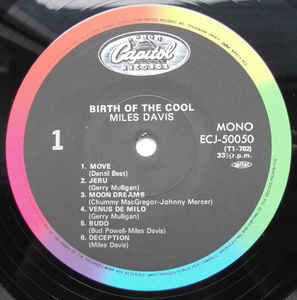 Capitol
RECORDS
BIRTH OF THE COOL
MILES DAVIS
1
MONO
ECJ-50050
(T1-762)
33⅓ r.p.m.
1. MOVE
(Denzil Best)
2. JERU
(Gerry Mulligan)
3. MOON DREAMS
(Chummy MacGregor-Johnny Mercer)
4. VENUS DE MILO
(Gerry Mulligan)
5. BUDO
(Bud Powell-Miles Davis)
6. DECEPTION
(Miles Davis)